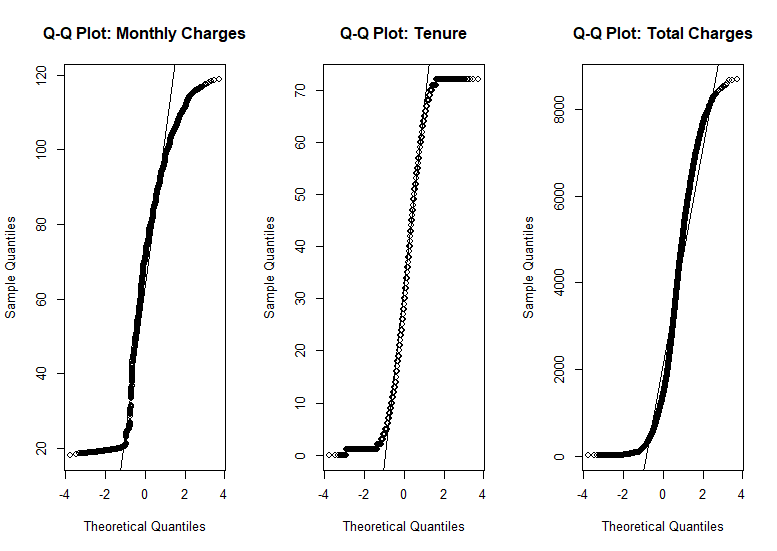 Q-Q Plot: Monthly Charges
120
100
80
60
40
20
Sample Quantiles
-4 -2 0 2 4
Theoretical Quantiles
Q-Q Plot: Tenure
70
60
50
40
30
20
10
0
Sample Quantiles
-4 -2 0 2 4
Theoretical Quantiles
Q-Q Plot: Total Charges
8000
6000
4000
2000
0
Sample Quantiles
-4 -2 0 2 4
Theoretical Quantiles